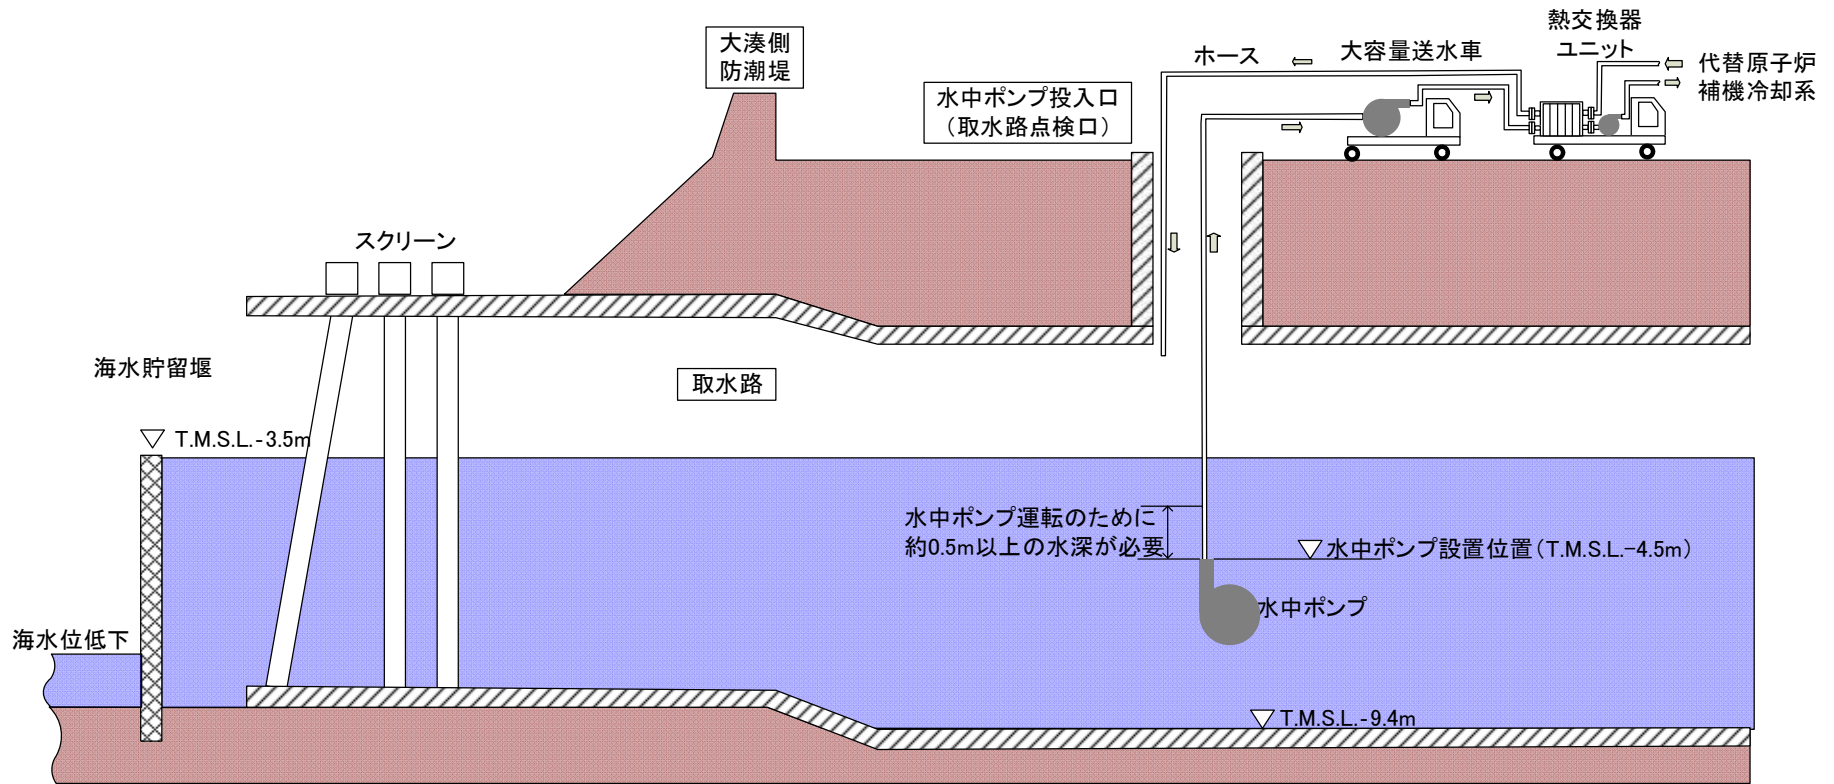 大湊側
防潮堤
水中ポンプ投入口
（取水路点検口）
ホース
大容量送水車
熱交換器
ユニット
代替原子炉
補機冷却系
スクリーン
海水貯留堰
取水路
T.M.S.L.-3.5m
水中ポンプ運転のために
約0.5m以上の水深が必要
水中ポンプ設置位置（T.M.S.L.-4.5m）
水中ポンプ
海水位低下
T.M.S.L.-9.4m